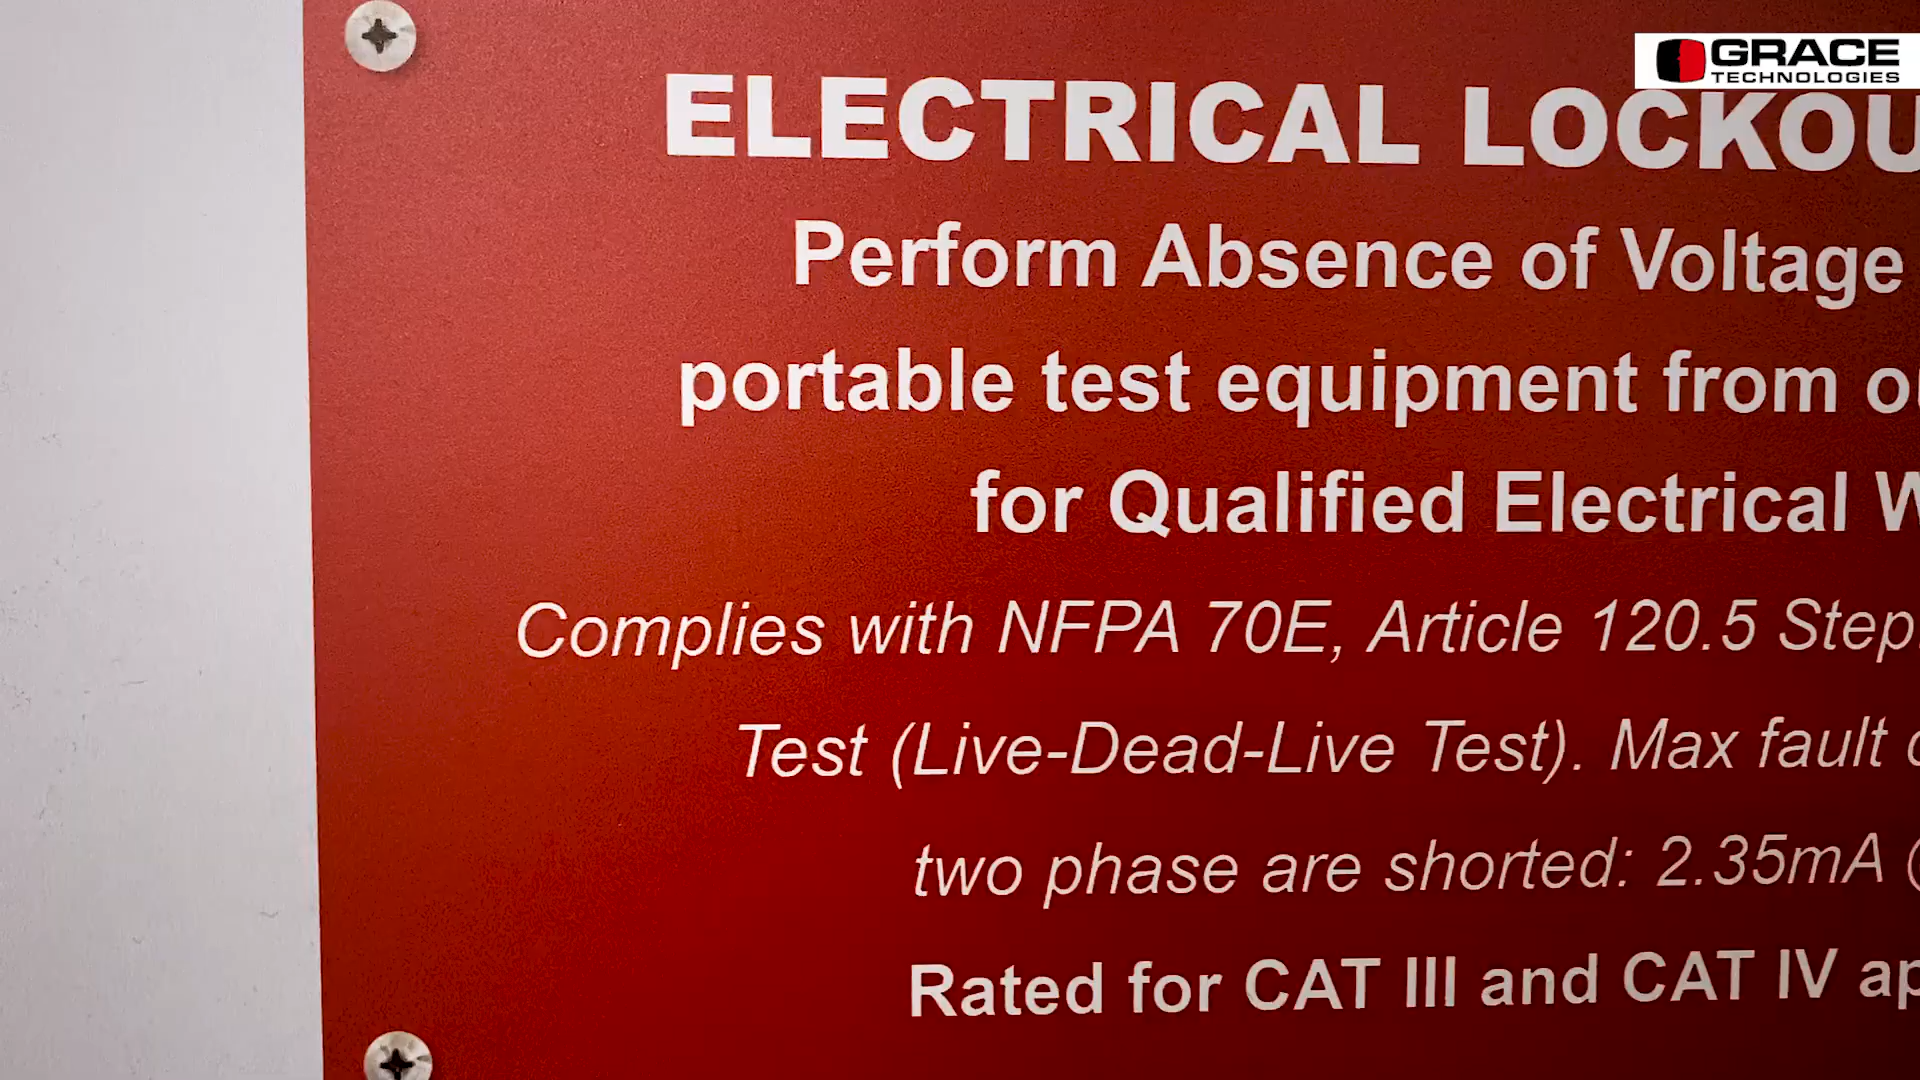 GRACE
TECHNOLOGIES
ELECTRICAL
Perform Absence of Voltage
portable test equipment from
for Qualified Electrical
Complies with NFPA 70E, Article 120.5 Step
Test (Live-Dead-Live Test). Max fault
two phase are shorted: 2.35mA
Rated for CAT III and CAT IV